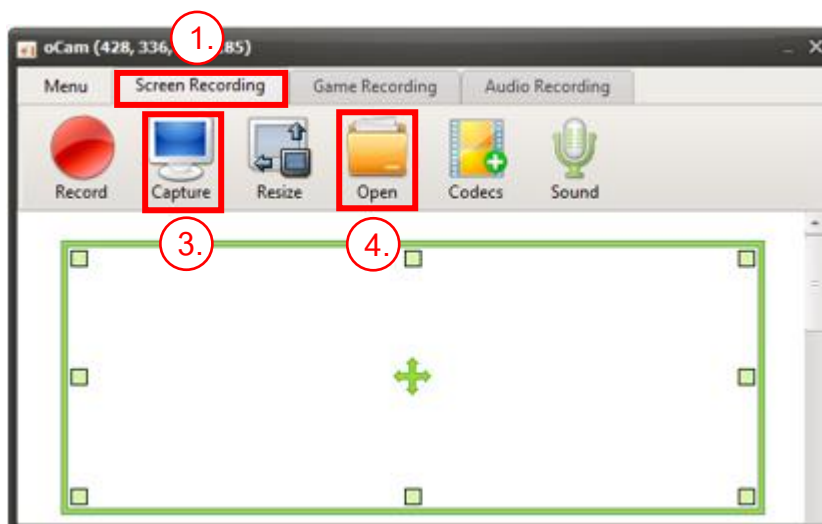 1.
oCam (428, 336, 85)
Menu Screen Recording Game Recording Audio Recording
Record Capture Resize Open Codecs Sound
3. 4.